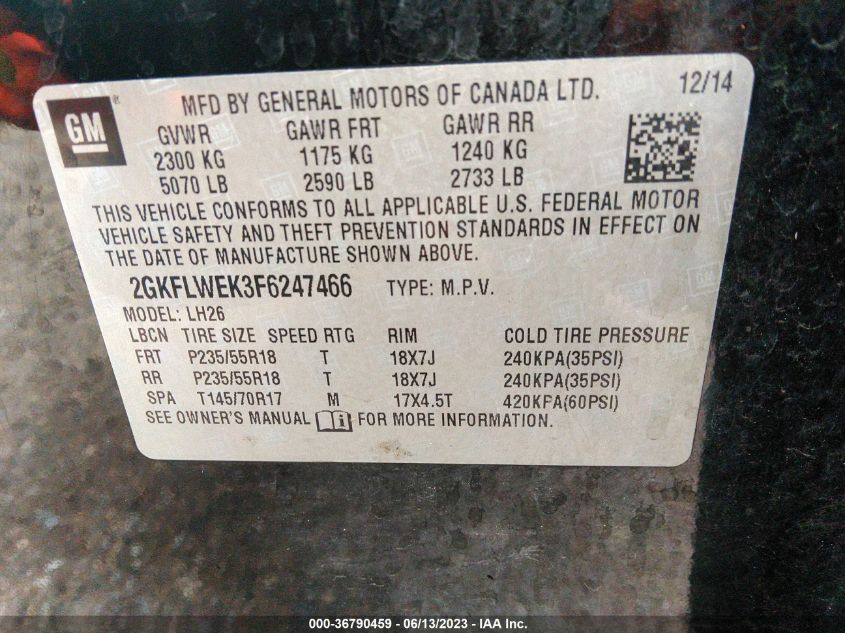 GM ® MFD BY GENERAL MOTORS OF CANADA LTD. 12/14
GVWR GAWR FRT GAWR RR
2300 KG 1175 KG 1240 KG
5070 LB 2590 LB 2733 LB
THIS VEHICLE CONFORMS TO ALL APPLICABLE U.S. FEDERAL MOTOR
VEHICLE SAFETY AND THEFT PREVENTION STANDARDS IN EFFECT ON
THE DATE OF MANUFACTURE SHOWN ABOVE.
2GKFLWEK3F6247466 TYPE: M.P.V.
MODEL: LH26
LBCN TIRE SIZE SPEED RTG RIM COLD TIRE PRESSURE
FRT P235/55R18 T 18X7J 240KPA(35PSI)
RR P235/55R18 T 18X7J 240KPA(35PSI)
SPA T145/70R17 M 17X4.5T 420KPA(60PSI)
SEE OWNER'S MANUAL FOR MORE INFORMATION.
000-36790459 - 06/13/2023 - IAA Inc.